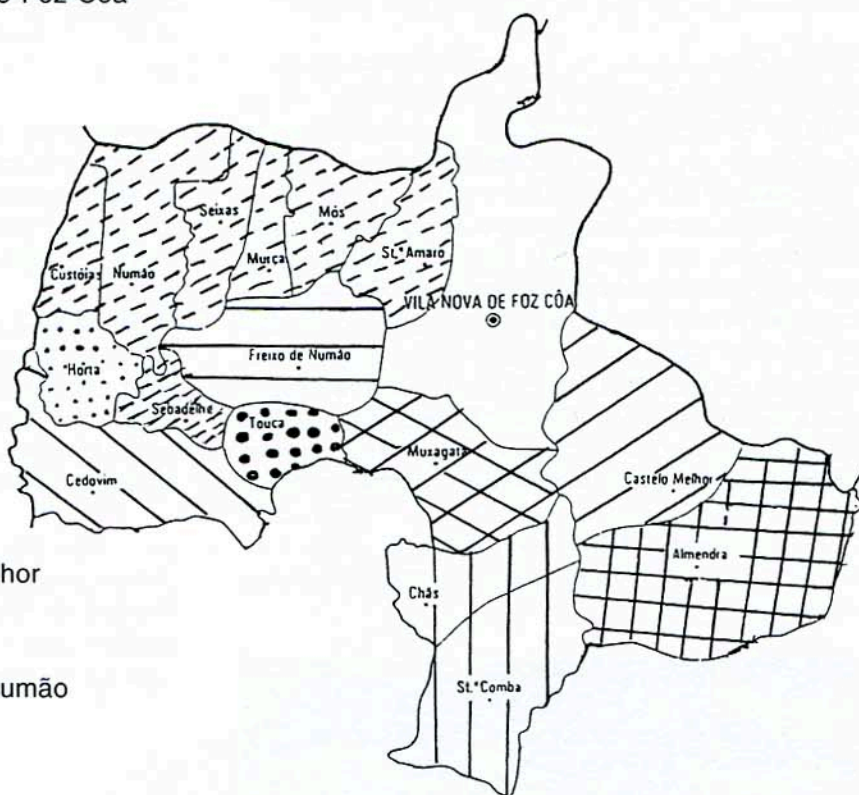 Foz Côa
Seixas
Mós
Murça
St.º Amaro
Custóias
Numão
VILA NOVA DE FOZ CÔA
Freixo de Numão
Horta
Sebadelhe
Touca
Muxagata
Cedovim
Castelo Melhor
Almendra
hor
Chãs
umão
St.ª Comba